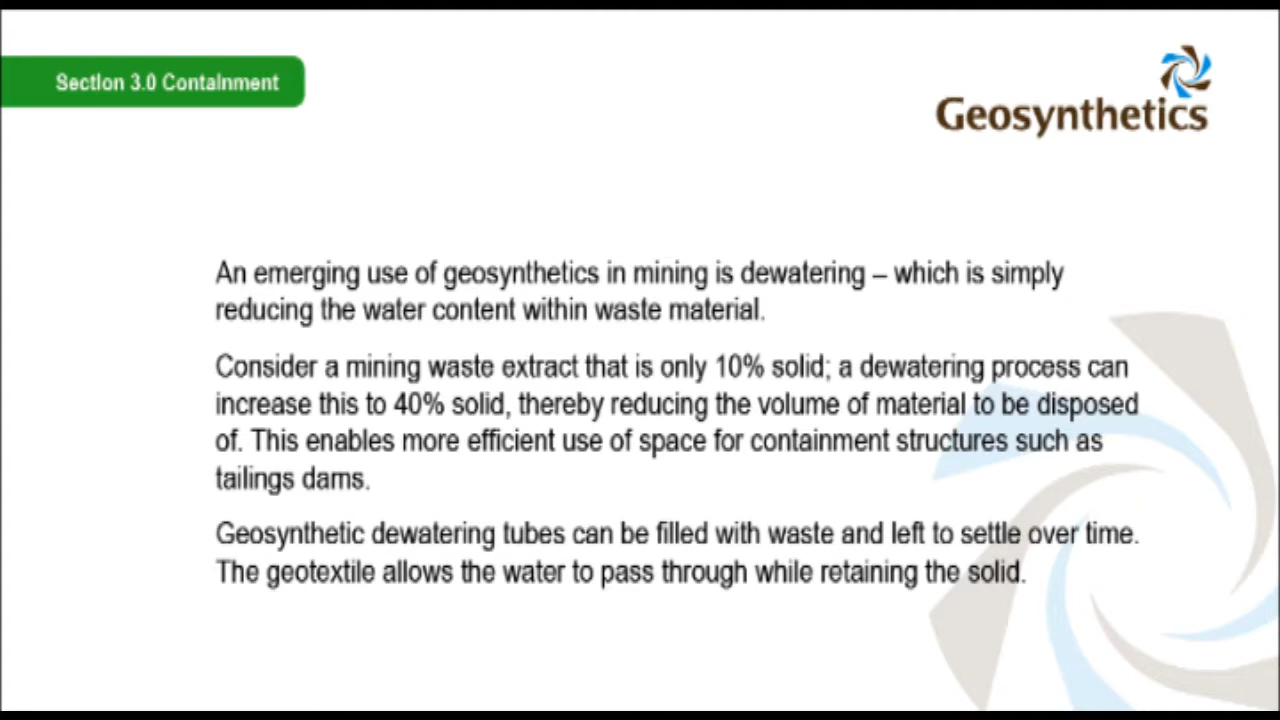 Section 3.0 Containment
Geosynthetics
An emerging use of geosynthetics in mining is dewatering – which is simply
reducing the water content within waste material.
Consider a mining waste extract that is only 10% solid; a dewatering process can
increase this to 40% solid, thereby reducing the volume of material to be disposed
of. This enables more efficient use of space for containment structures such as
tailings dams.
Geosynthetic dewatering tubes can be filled with waste and left to settle over time.
The geotextile allows the water to pass through while retaining the solid.